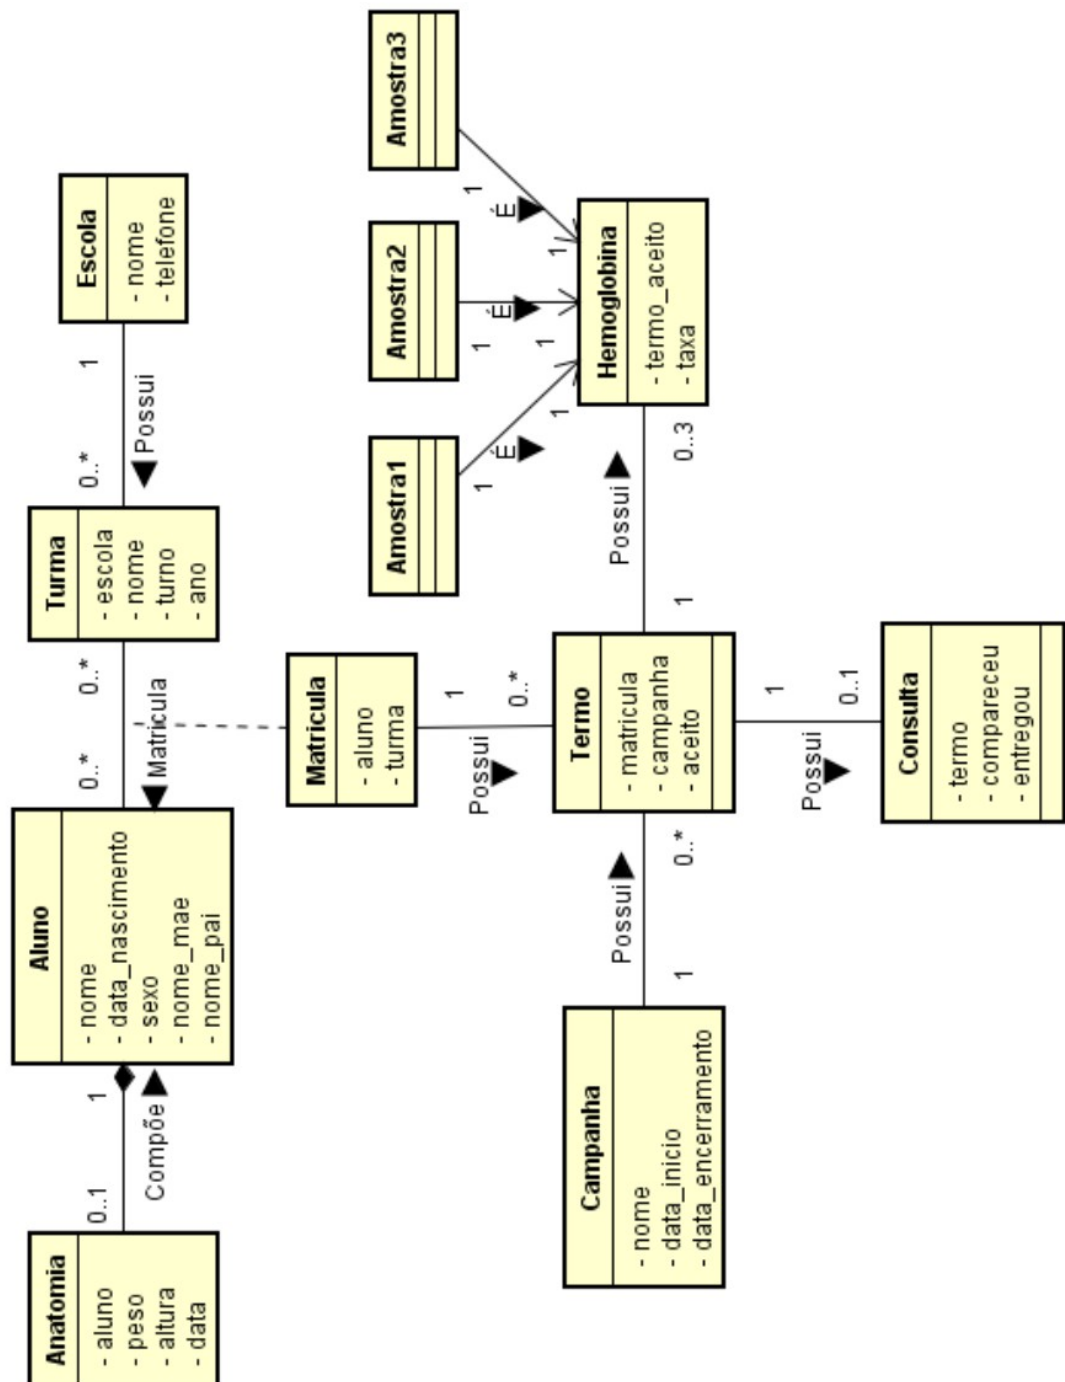 Anatomia
- aluno
- peso
- altura
- data
0..1
1
Compõe
Aluno
- nome
- data_nascimento
- sexo
- nome_mae
- nome_pai
0..*
0..*
Matricula
Turma
- escola
- nome
- turno
- ano
0..*
1
Possui
Escola
- nome
- telefone
Matricula
- aluno
- turma
1
0..*
Possui
Amostra1
Amostra2
Amostra3
1
É
1
1
É
1
1
É
1
Campanha
- nome
- data_inicio
- data_encerramento
Possui
1
0..*
Termo
- matricula
- campanha
- aceito
Possui
1
0..3
Hemoglobina
- termo_aceito
- taxa
1
0..1
Possui
Consulta
- termo
- compareceu
- entregou